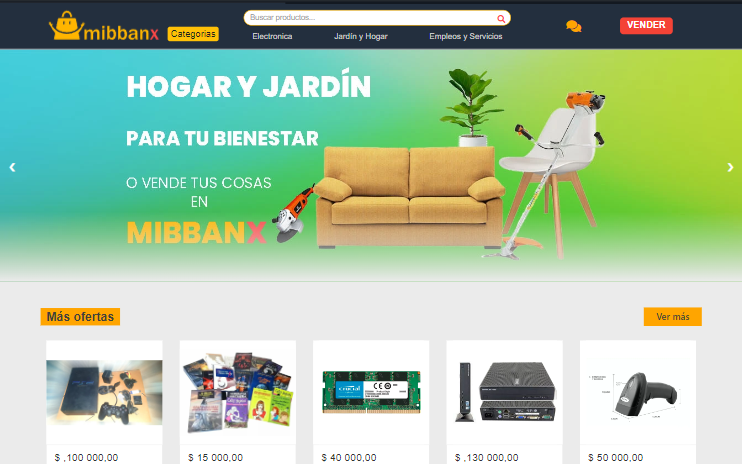 mibbanx
Categorias
Buscar productos...
Electronica
Jardín y Hogar
Empleos y Servicios
VENDER
HOGAR Y JARDÍN
PARA TU BIENESTAR
O VENDE TUS COSAS
EN
MIBBANX
Más ofertas
Ver más
crucial
$ ,100 000,00
$ 15 000,00
$ 40 000,00
$ ,130 000,00
$ 50 000,00